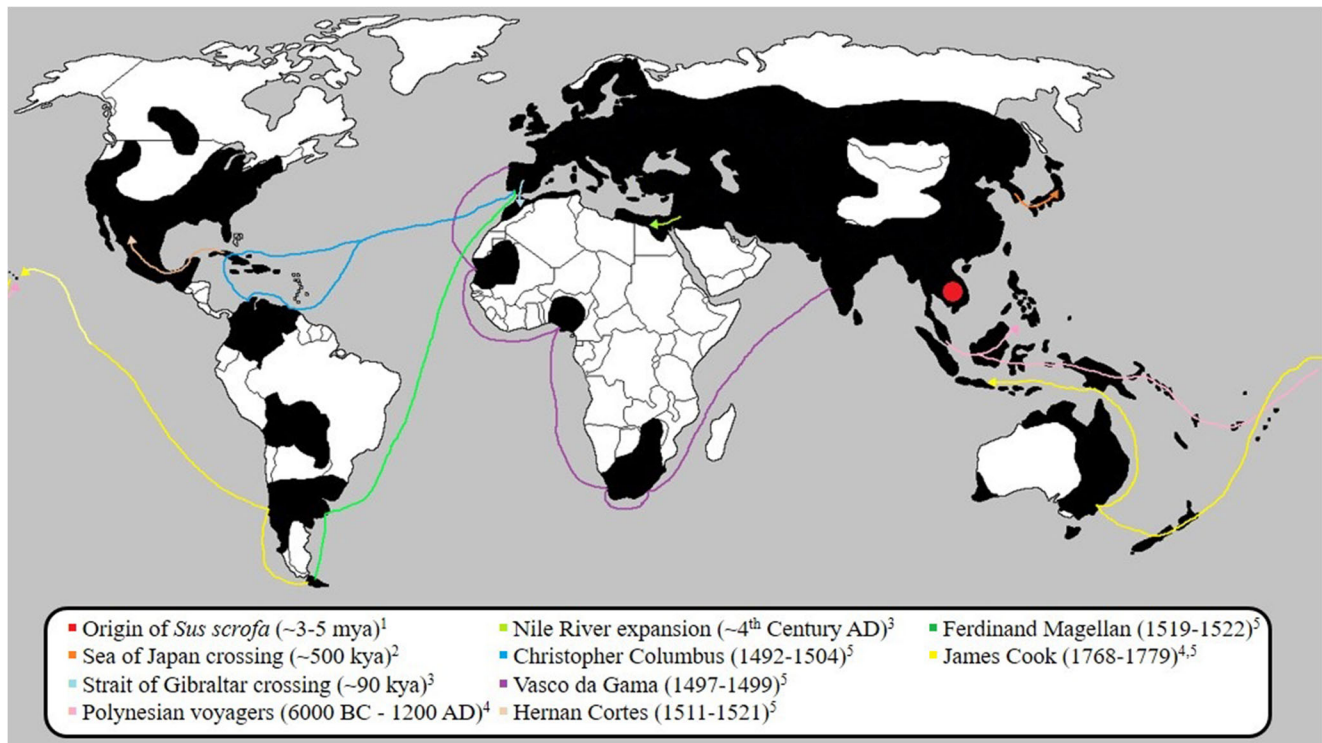 Origin of Sus scrofa (~3-5 mya)1
Sea of Japan crossing (~500 kya)2
Strait of Gibraltar crossing (~90 kya)3
Polynesian voyagers (6000 BC - 1200 AD)4
Nile River expansion (~4th Century AD)3
Christopher Columbus (1492-1504)5
Vasco da Gama (1497-1499)5
Hernan Cortes (1511-1521)5
Ferdinand Magellan (1519-1522)5
James Cook (1768-1779)4,5